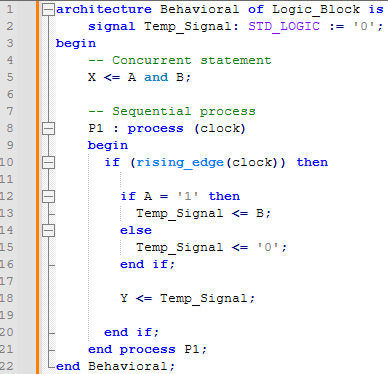 1 architecture Behavioral of Logic_Block is
2 signal Temp_Signal: STD_LOGIC := '0';
3 begin
4 -- Concurrent statement
5 X <= A and B;
6
7 -- Sequential process
8 P1 : process (clock)
9 begin
10 if (rising_edge(clock)) then
11
12 if A = '1' then
13 Temp_Signal <= B;
14 else
15 Temp_Signal <= '0';
16 end if;
17
18 Y <= Temp_Signal;
19
20 end if;
21 end process P1;
22 end Behavioral;